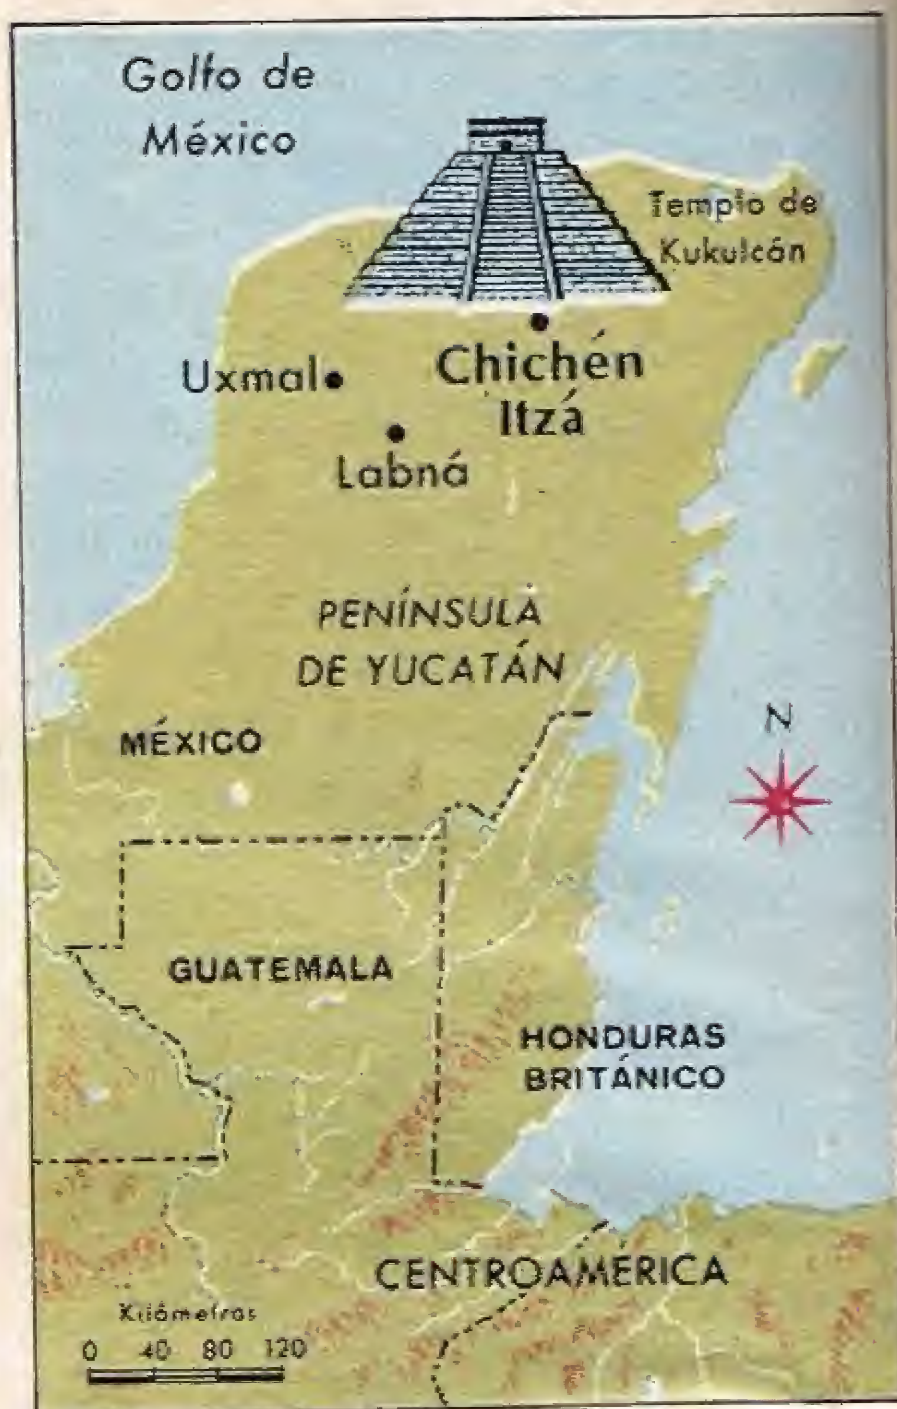 Golfo de
México
Templo de
Kukulcán
Uxmal
Chichén
Itzá
Labná
PENÍNSULA
DE YUCATÁN
N
MÉXICO
GUATEMALA
HONDURAS
BRITÁNICO
CENTROAMÉRICA
Kilómetros
0 40 80 120